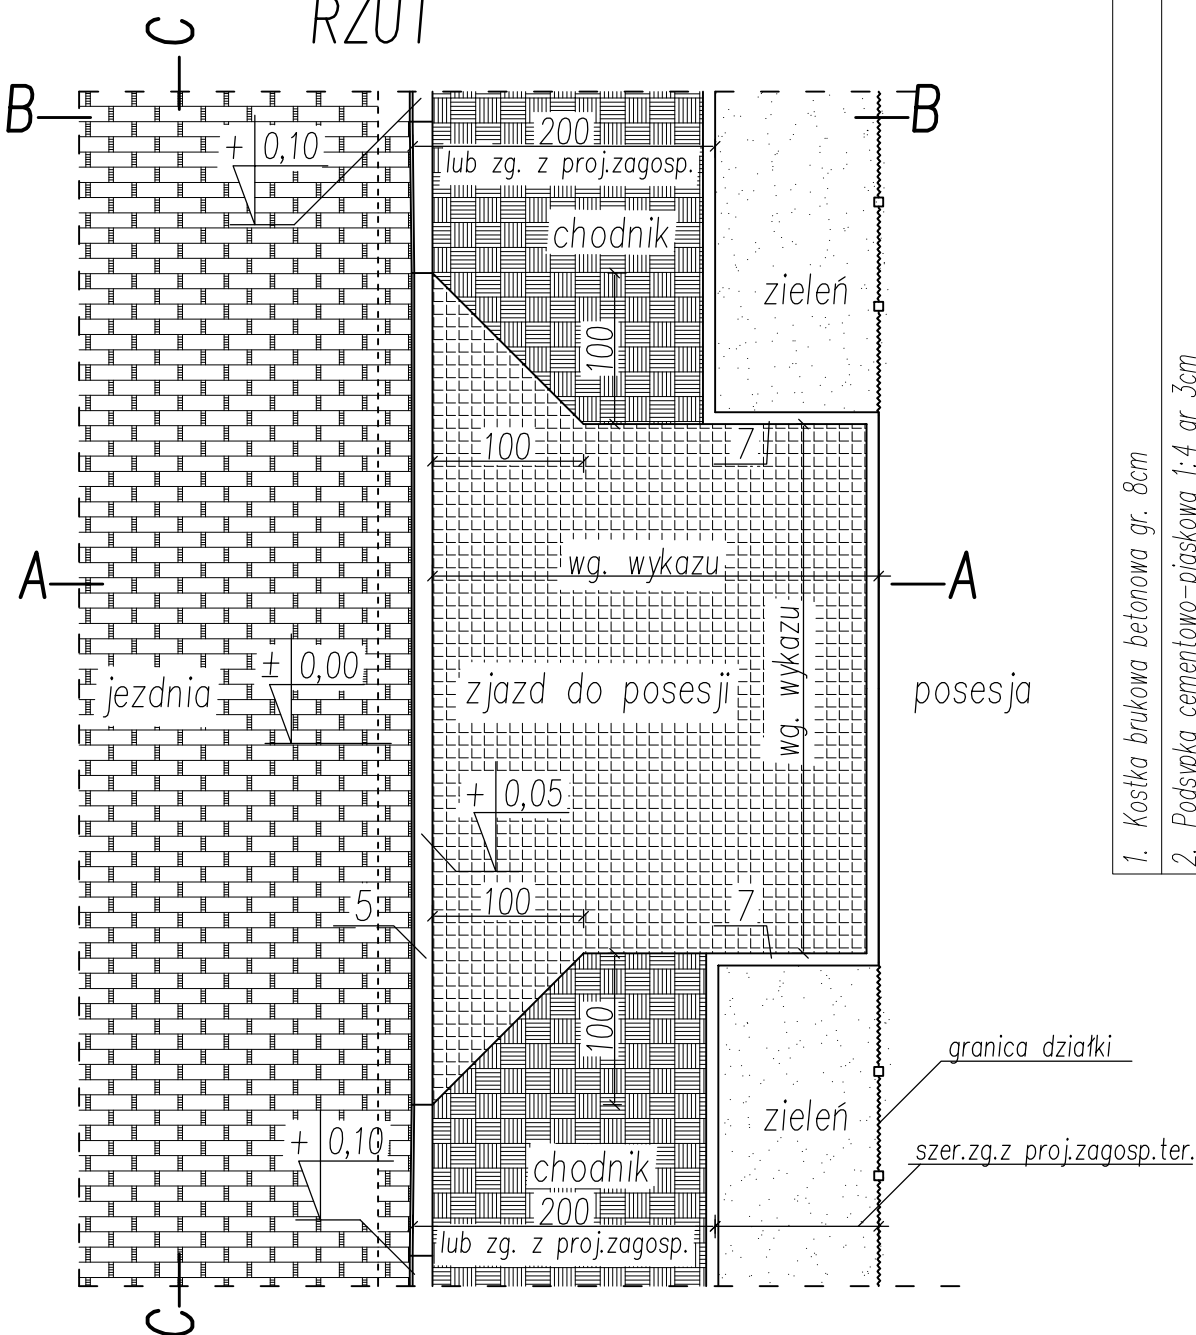 RZUT
C
B
B
+ 0,10
200
lub zg. z proj.zagosp.
chodnik
zieleń
100
100
7
wg. wykazu
A
A
wg. wykazu
± 0,00
jezdnia
zjazd do posesji
posesja
+ 0,05
5
100
7
100
granica działki
zieleń
+ 0,10
szer.zg.z proj.zagosp.ter.
chodnik
200
lub zg. z proj.zagosp.
C
1. Kostka brukowa betonowa gr. 8cm
2. Podsypka cementowo-piaskowa 1:4 gr 3cm